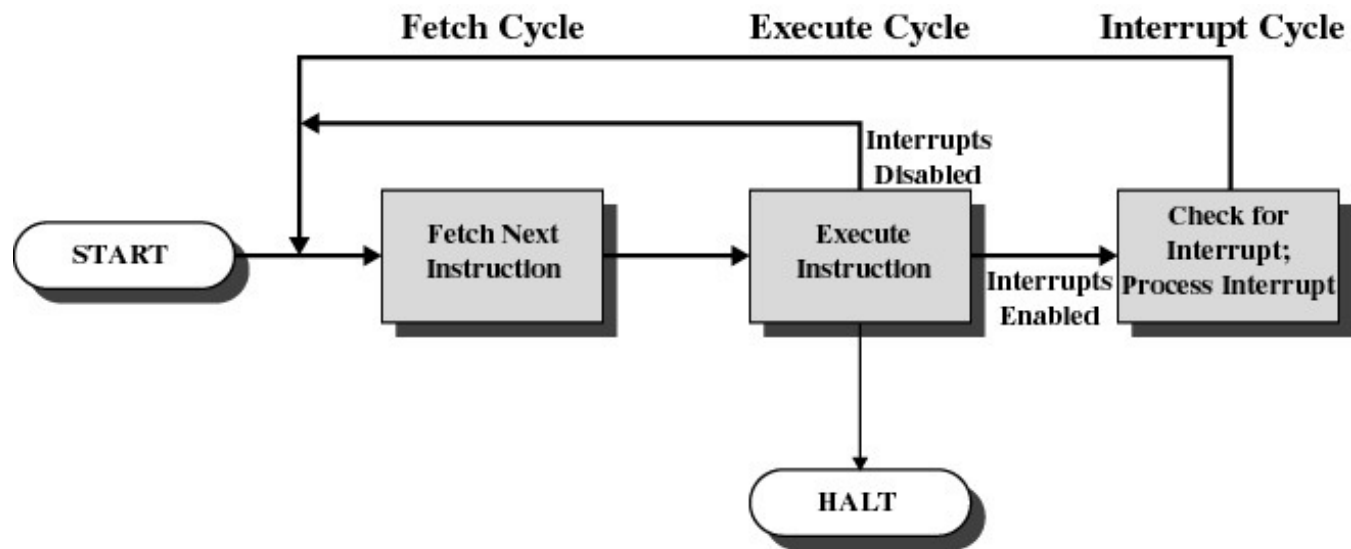 Fetch Cycle
Execute Cycle
Interrupt Cycle
Interrupts
Disabled
START
Fetch Next
Instruction
Execute
Instruction
Interrupts
Enabled
Check for
Interrupt;
Process Interrupt
HALT